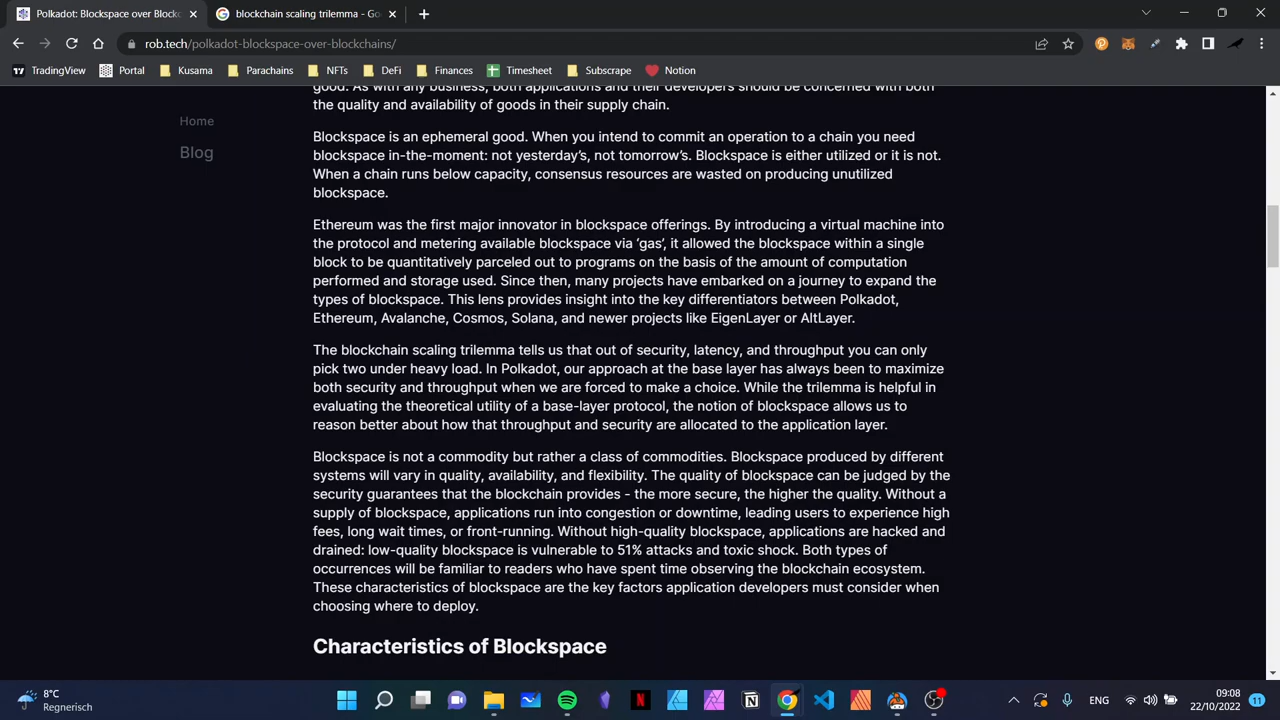 Polkadot: Blockspace over Blockc
blockchain scaling trilemma - Go
rob.tech/polkadot-blockspace-over-blockchains/
TradingView
Portal
Kusama
Parachains
NFTs
DeFi
Finances
Timesheet
Subscrape
Notion
Home
Blog
good. As with any business, both applications and their developers should be concerned with both
the quality and availability of goods in their supply chain.
Blockspace is an ephemeral good. When you intend to commit an operation to a chain you need
blockspace in-the-moment: not yesterday’s, not tomorrow’s. Blockspace is either utilized or it is not.
When a chain runs below capacity, consensus resources are wasted on producing unutilized
blockspace.
Ethereum was the first major innovator in blockspace offerings. By introducing a virtual machine into
the protocol and metering available blockspace via ‘gas’, it allowed the blockspace within a single
block to be quantitatively parceled out to programs on the basis of the amount of computation
performed and storage used. Since then, many projects have embarked on a journey to expand the
types of blockspace. This lens provides insight into the key differentiators between Polkadot,
Ethereum, Avalanche, Cosmos, Solana, and newer projects like EigenLayer or AltLayer.
The blockchain scaling trilemma tells us that out of security, latency, and throughput you can only
pick two under heavy load. In Polkadot, our approach at the base layer has always been to maximize
both security and throughput when we are forced to make a choice. While the trilemma is helpful in
evaluating the theoretical utility of a base-layer protocol, the notion of blockspace allows us to
reason better about how that throughput and security are allocated to the application layer.
Blockspace is not a commodity but rather a class of commodities. Blockspace produced by different
systems will vary in quality, availability, and flexibility. The quality of blockspace can be judged by the
security guarantees that the blockchain provides - the more secure, the higher the quality. Without a
supply of blockspace, applications run into congestion or downtime, leading users to experience high
fees, long wait times, or front-running. Without high-quality blockspace, applications are hacked and
drained: low-quality blockspace is vulnerable to 51% attacks and toxic shock. Both types of
occurrences will be familiar to readers who have spent time observing the blockchain ecosystem.
These characteristics of blockspace are the key factors application developers must consider when
choosing where to deploy.
Characteristics of Blockspace
8°C
Regnerisch
ENG
09:08
22/10/2022
11